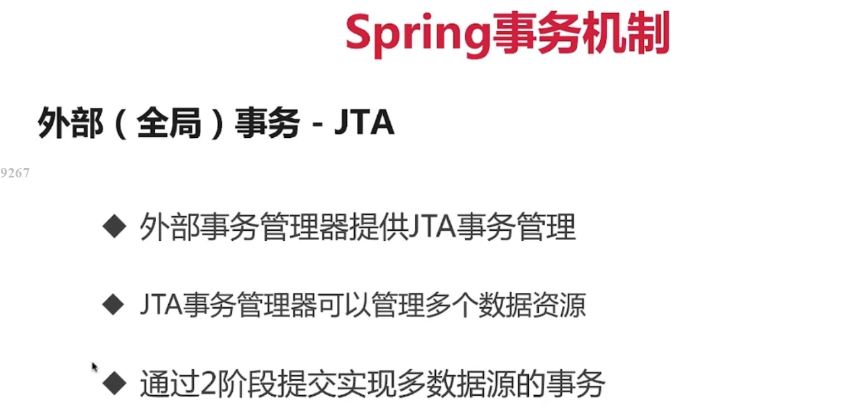 Spring事务机制
外部（全局）事务 - JTA
9267
◆ 外部事务管理器提供JTA事务管理
◆ JTA事务管理器可以管理多个数据资源
◆ 通过2阶段提交实现多数据源的事务